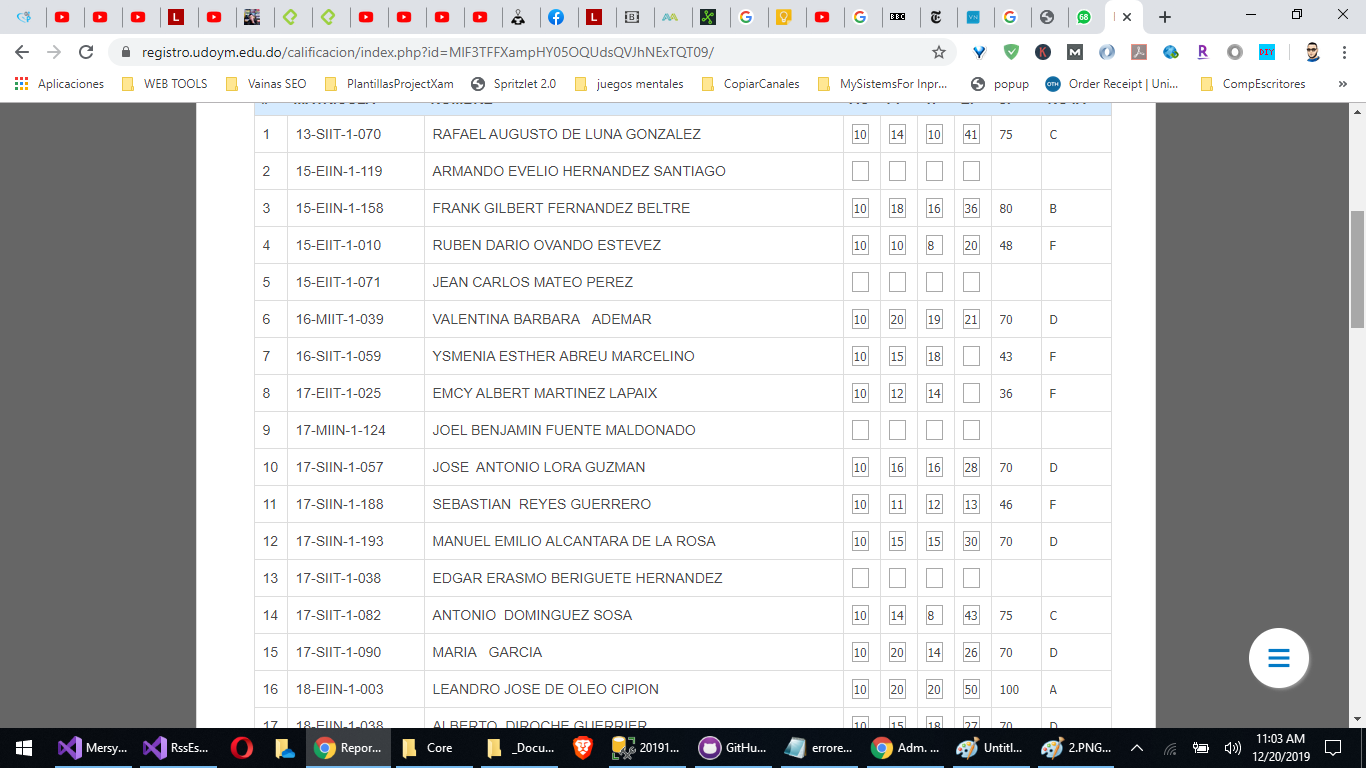 registro.udoym.edu.do/calificacion/index.php?id=MlF3TFFXampHY05OQUdsQVJhNExTQT09/
Aplicaciones WEB TOOLS Vainas SEO PlantillasProjectXam Spritzlet 2.0 juegos mentales CopiarCanales MySistemsFor Inpr... popup OTH Order Receipt | Uni... CompEscritores »
1 13-SIIT-1-070 RAFAEL AUGUSTO DE LUNA GONZALEZ 10 14 10 41 75 C
2 15-EIIN-1-119 ARMANDO EVELIO HERNANDEZ SANTIAGO
3 15-EIIN-1-158 FRANK GILBERT FERNANDEZ BELTRE 10 18 16 36 80 B
4 15-EIIT-1-010 RUBEN DARIO OVANDO ESTEVEZ 10 10 8 20 48 F
5 15-EIIT-1-071 JEAN CARLOS MATEO PEREZ
6 16-MIIT-1-039 VALENTINA BARBARA ADEMAR 10 20 19 21 70 D
7 16-SIIT-1-059 YSMENIA ESTHER ABREU MARCELINO 10 15 18 43 F
8 17-EIIT-1-025 EMCY ALBERT MARTINEZ LAPAIX 10 12 14 36 F
9 17-MIIN-1-124 JOEL BENJAMIN FUENTE MALDONADO
10 17-SIIN-1-057 JOSE ANTONIO LORA GUZMAN 10 16 16 28 70 D
11 17-SIIN-1-188 SEBASTIAN REYES GUERRERO 10 11 12 13 46 F
12 17-SIIN-1-193 MANUEL EMILIO ALCANTARA DE LA ROSA 10 15 15 30 70 D
13 17-SIIT-1-038 EDGAR ERASMO BERIGUETE HERNANDEZ
14 17-SIIT-1-082 ANTONIO DOMINGUEZ SOSA 10 14 8 43 75 C
15 17-SIIT-1-090 MARIA GARCIA 10 20 14 26 70 D
16 18-EIIN-1-003 LEANDRO JOSE DE OLEO CIPION 10 20 20 50 100 A
17 18-EIIN-1-038 ALBERTO DIROCHE GUERRIER 10 15 18 27 70 D
Mersy... RssEs... Repor... Core _Docu... 20191... GitHu... errore... Adm. ... Untitl... 2.PNG... 11:03 AM
12/20/2019